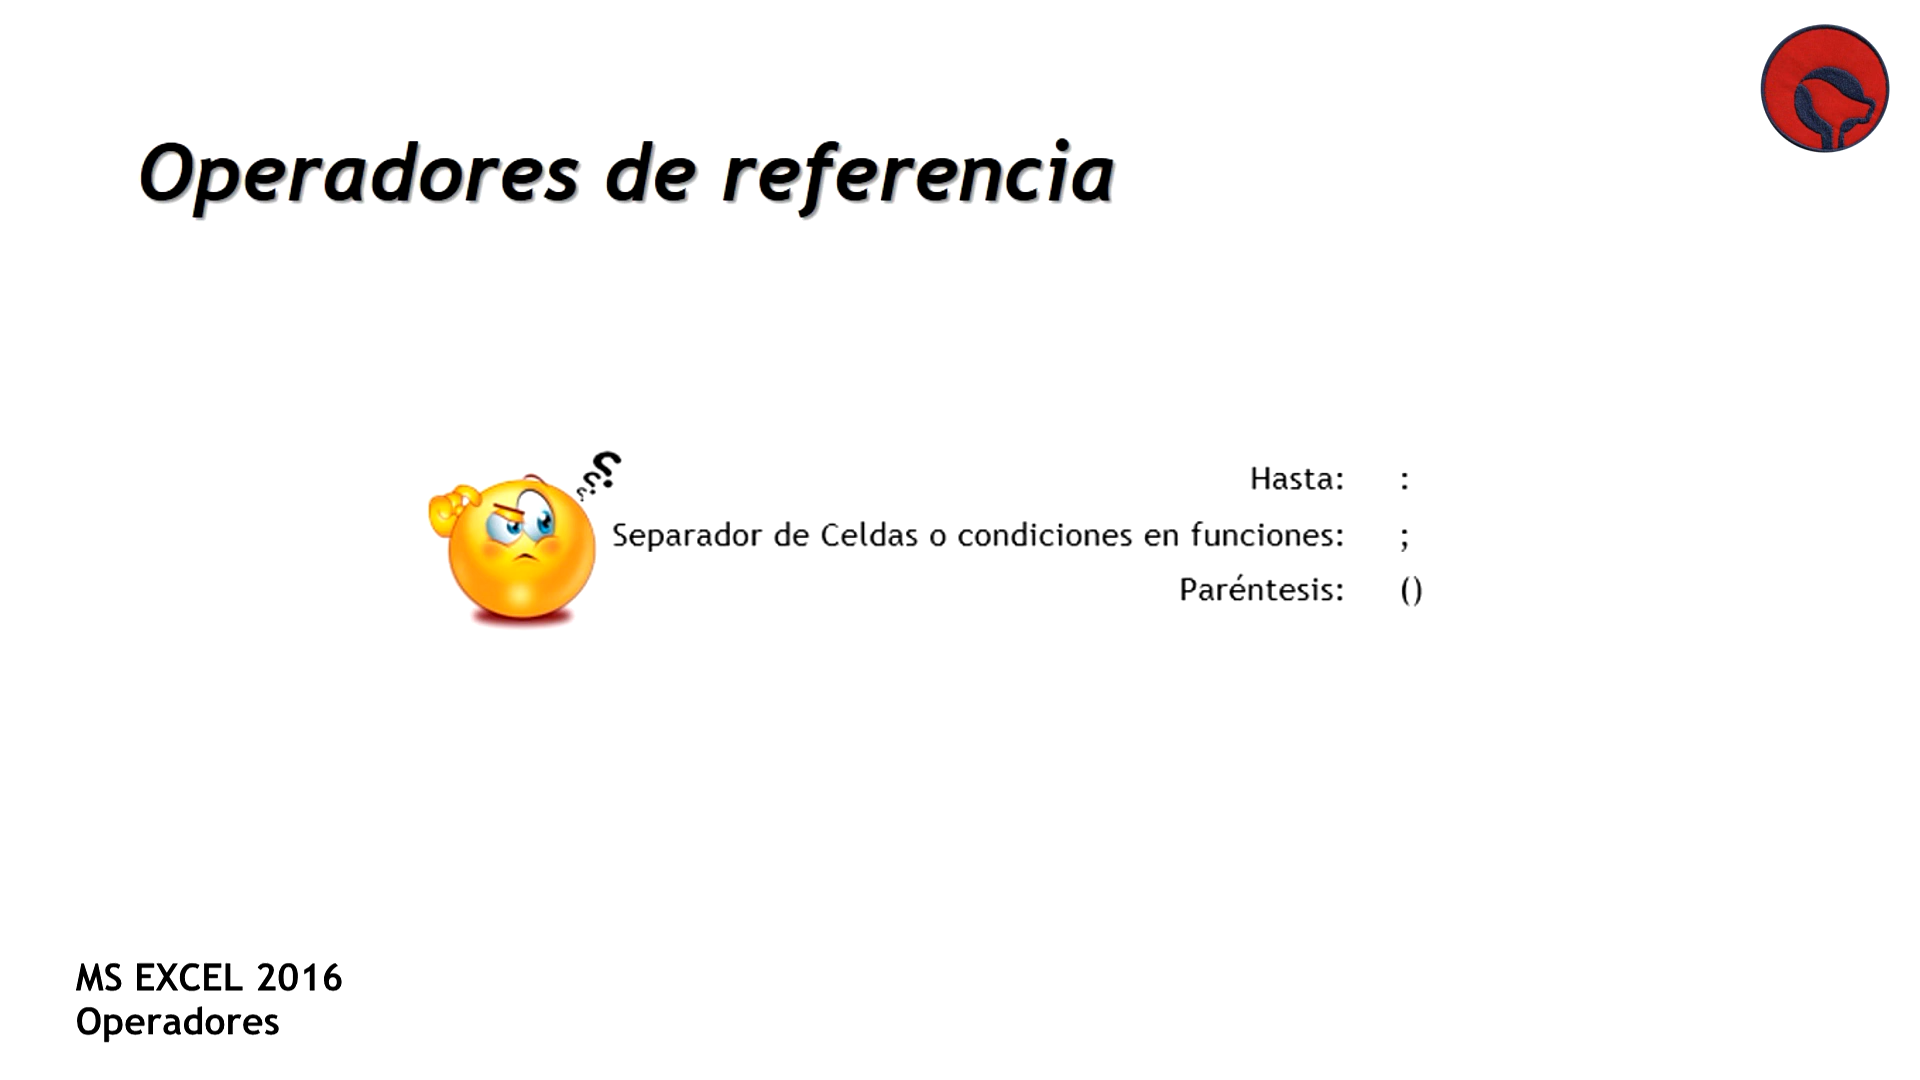 Operadores de referencia
Hasta: :
Separador de Celdas o condiciones en funciones: ;
Paréntesis: ()
MS EXCEL 2016
Operadores